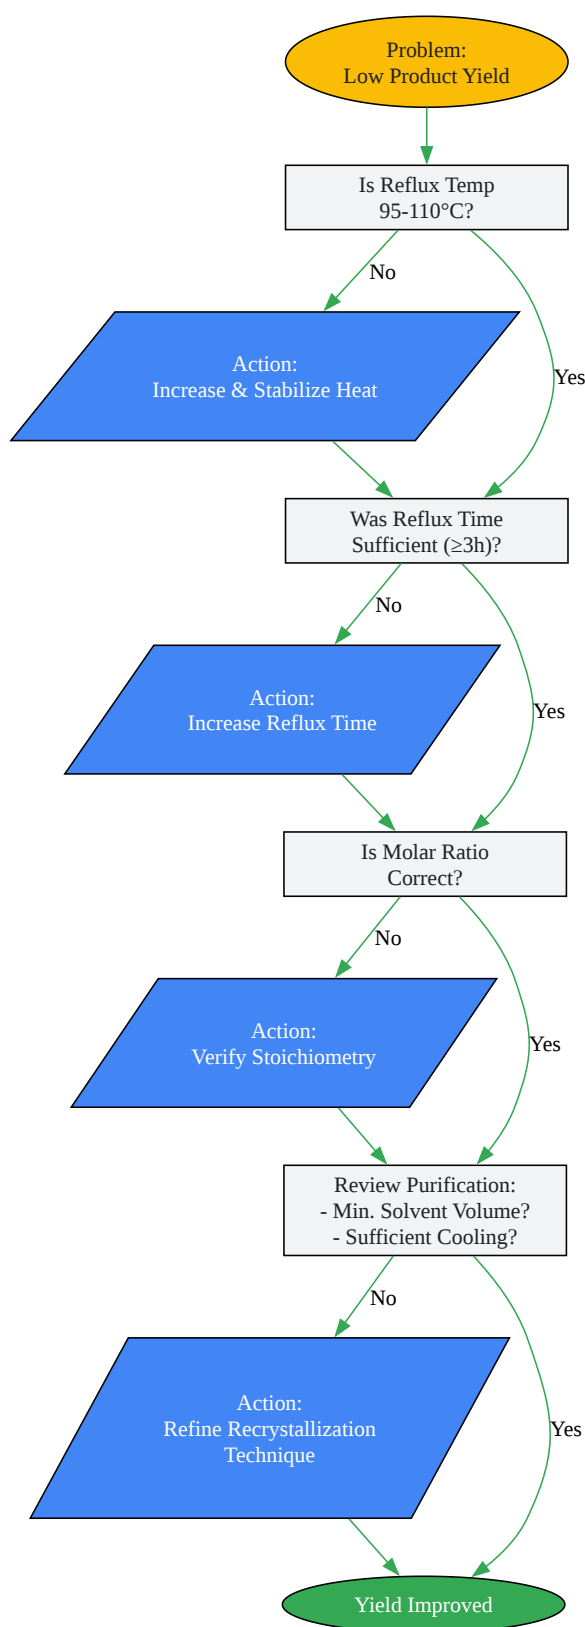 Problem:
Low Product Yield
Is Reflux Temp
95-110°C?
No
Action:
Increase & Stabilize Heat
Yes
Was Reflux Time
Sufficient (≥3h)?
No
Action:
Increase Reflux Time
Yes
Is Molar Ratio
Correct?
No
Action:
Verify Stoichiometry
Yes
Review Purification:
- Min. Solvent Volume?
- Sufficient Cooling?
No
Action:
Refine Recrystallization
Technique
Yes
Yield Improved